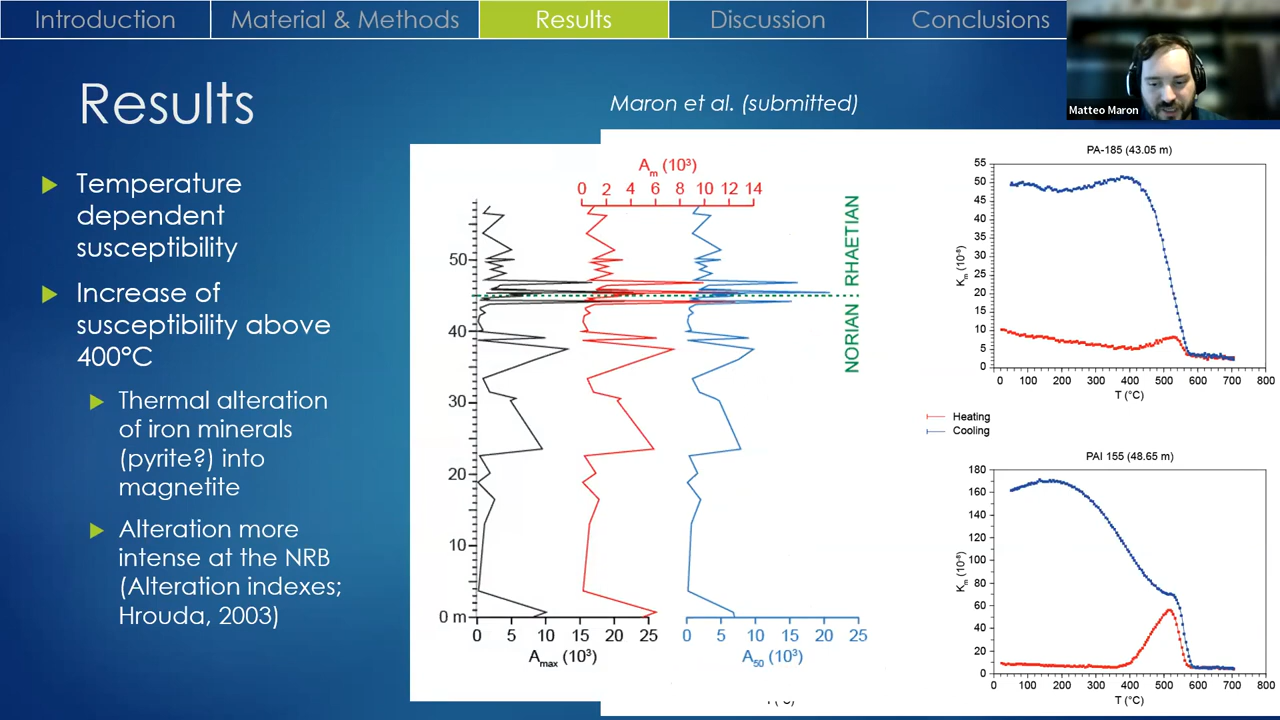 Introduction
Material & Methods
Results
Discussion
Conclusions
Matteo Maron
Results
Maron et al. (submitted)
Temperature
dependent
susceptibility
Increase of
susceptibility above
400°C
Thermal alteration
of iron minerals
(pyrite?) into
magnetite
Alteration more
intense at the NRB
(Alteration indexes;
Hrouda, 2003)
Am (10³)
0 2 4 6 8 10 12 14
50
40
30
20
10
0 m
NORIAN RHAETIAN
0 5 10 15 20 25
Amax (10³)
0 5 10 15 20 25
A50 (10³)
PA-185 (43.05 m)
55
50
45
40
35
30
25
20
15
10
5
0
Km (10⁻⁸)
0 100 200 300 400 500 600 700 800
T (°C)
Heating
Cooling
PAI 155 (48.65 m)
180
160
140
120
100
80
60
40
20
0
Km (10⁻⁸)
0 100 200 300 400 500 600 700 800
T (°C)